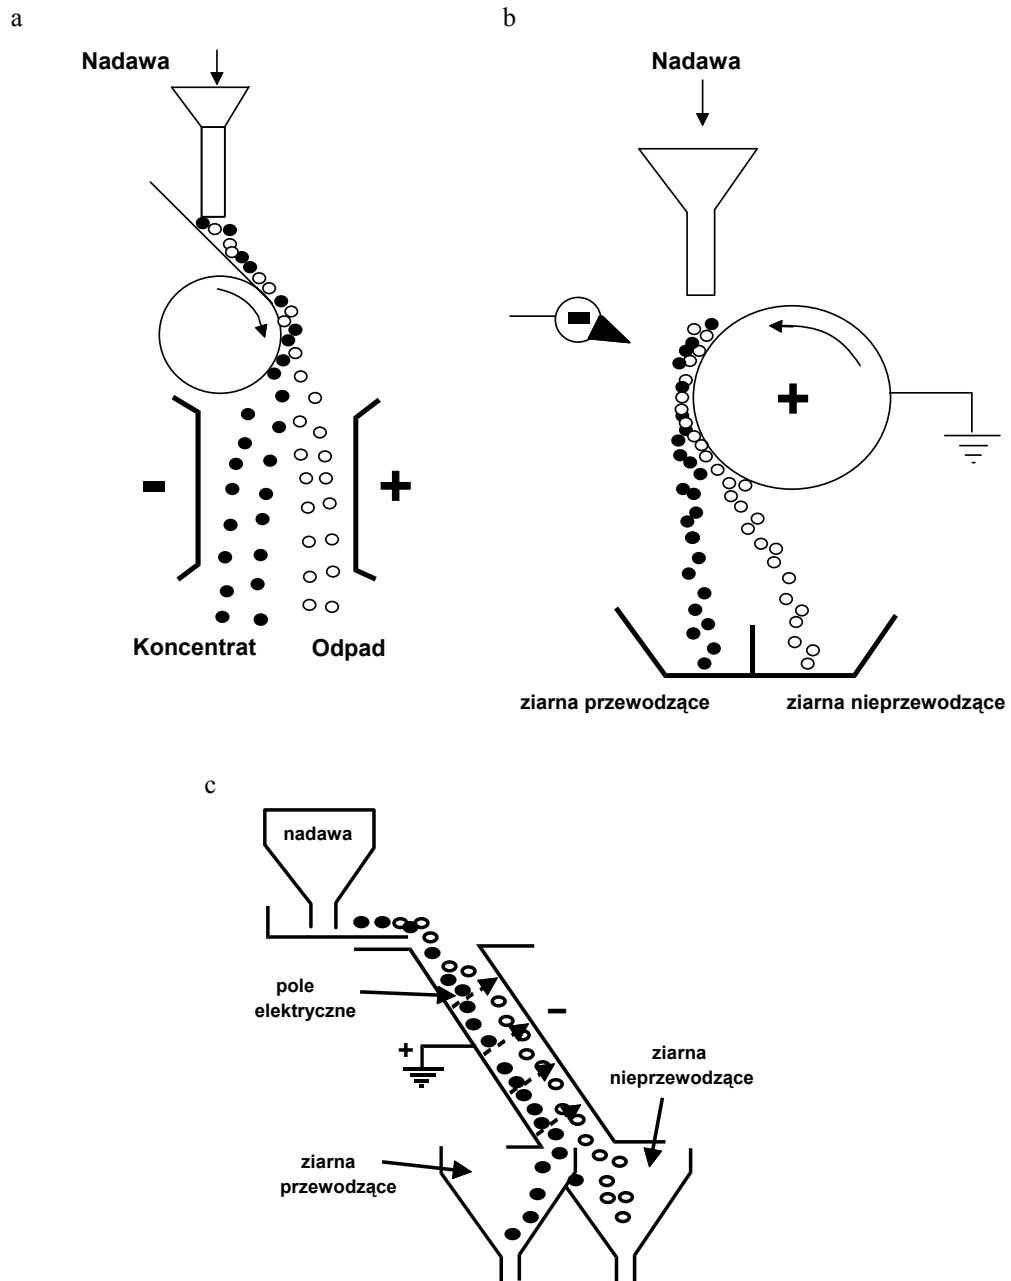 a
b
Nadawa
Nadawa
-
+
Koncentrat
Odpad
-
+
ziarna przewodzące
ziarna nieprzewodzące
c
nadawa
pole
elektryczne
-
+
ziarna
nieprzewodzące
ziarna
przewodzące